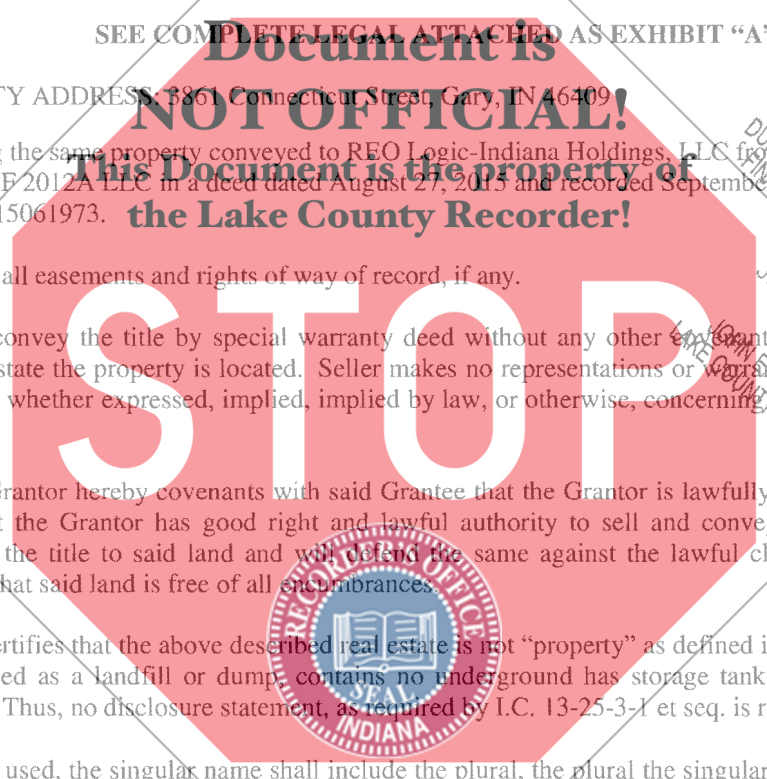 SEE COMPLETE LEGAL ATTACHED AS EXHIBIT “A”
Document is
TY ADDRESS: 3861 Connecticut Street, Gary, IN 46409
NOT OFFICIAL!
the same property conveyed to REO Logic-Indiana Holdings, LLC from
This Document is the property of
F 2012A LLC in a deed dated August 27, 2015 and recorded September
15061973.
the Lake County Recorder!
all easements and rights of way of record, if any.
STOP
convey the title by special warranty deed without any other covenant
state the property is located. Seller makes no representations or warran
whether expressed, implied, implied by law, or otherwise, concerning
JOHN
LAKE COUNTY
Grantor hereby covenants with said Grantee that the Grantor is lawfully
t the Grantor has good right and lawful authority to sell and convey
the title to said land and will defend the same against the lawful cl
hat said land is free of all encumbrances.
RECORDER'S OFFICE
SEAL
INDIANA
ertifies that the above described real estate is not “property” as defined i
ed as a landfill or dump, contains no underground has storage tank
Thus, no disclosure statement, as required by I.C. 13-25-3-1 et seq. is r
used, the singular name shall include the plural, the plural the singular